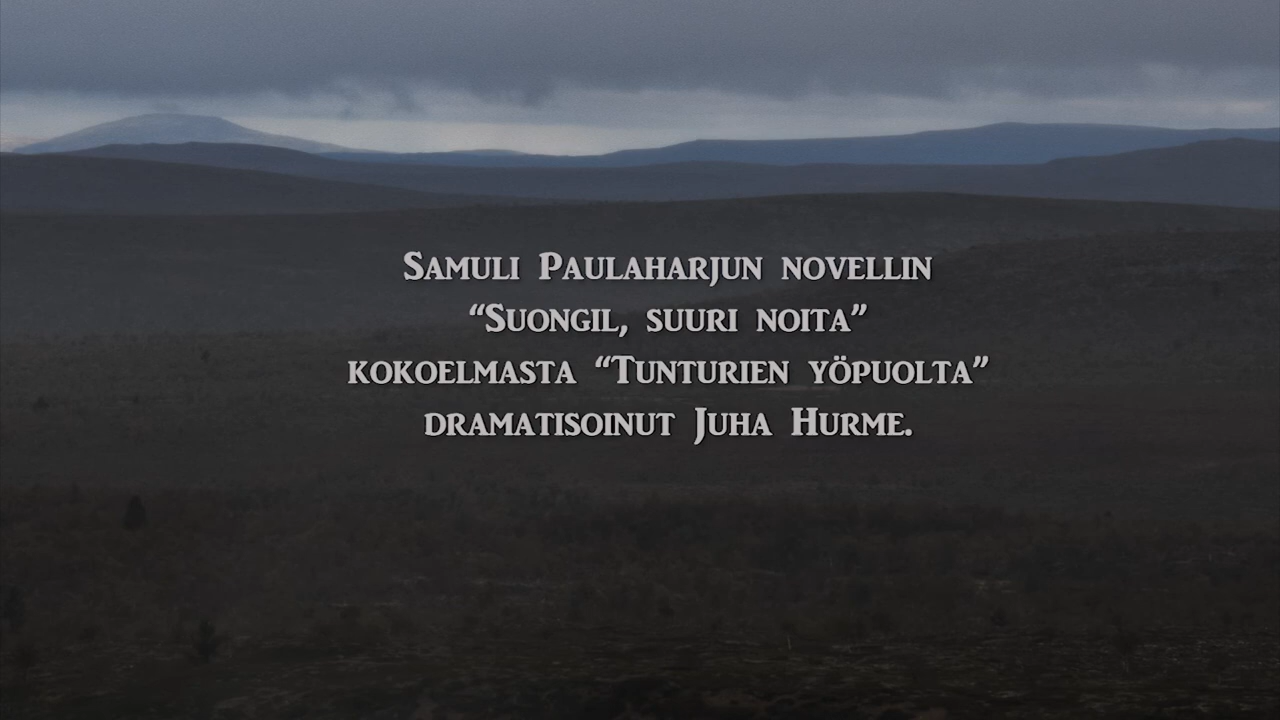 Samuli Paulaharjun novellin
“Suongil, suuri noita”
kokoelmasta “Tunturien yöpuolta”
dramatisoinut Juha Hurme.